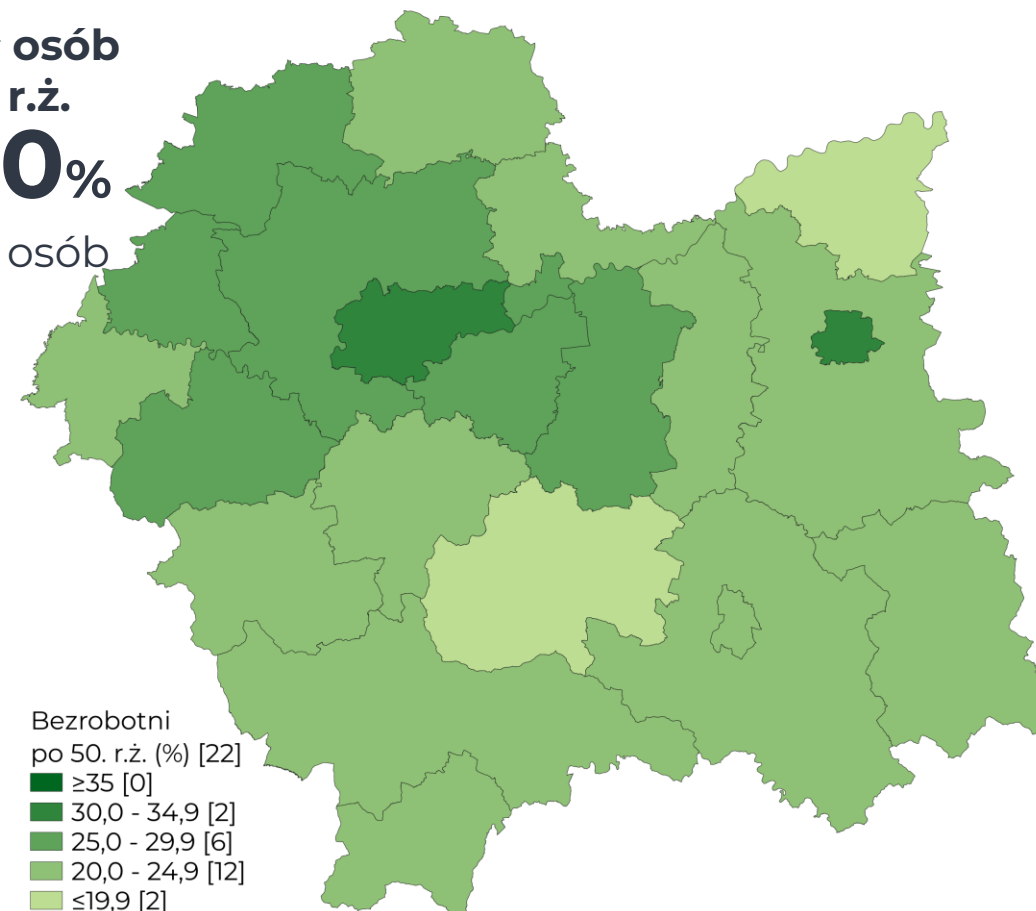 osób
r.ż.
0%
osób
Bezrobotni
po 50. r.ż. (%) [22]
≥35 [0]
30,0 - 34,9 [2]
25,0 - 29,9 [6]
20,0 - 24,9 [12]
≤19,9 [2]